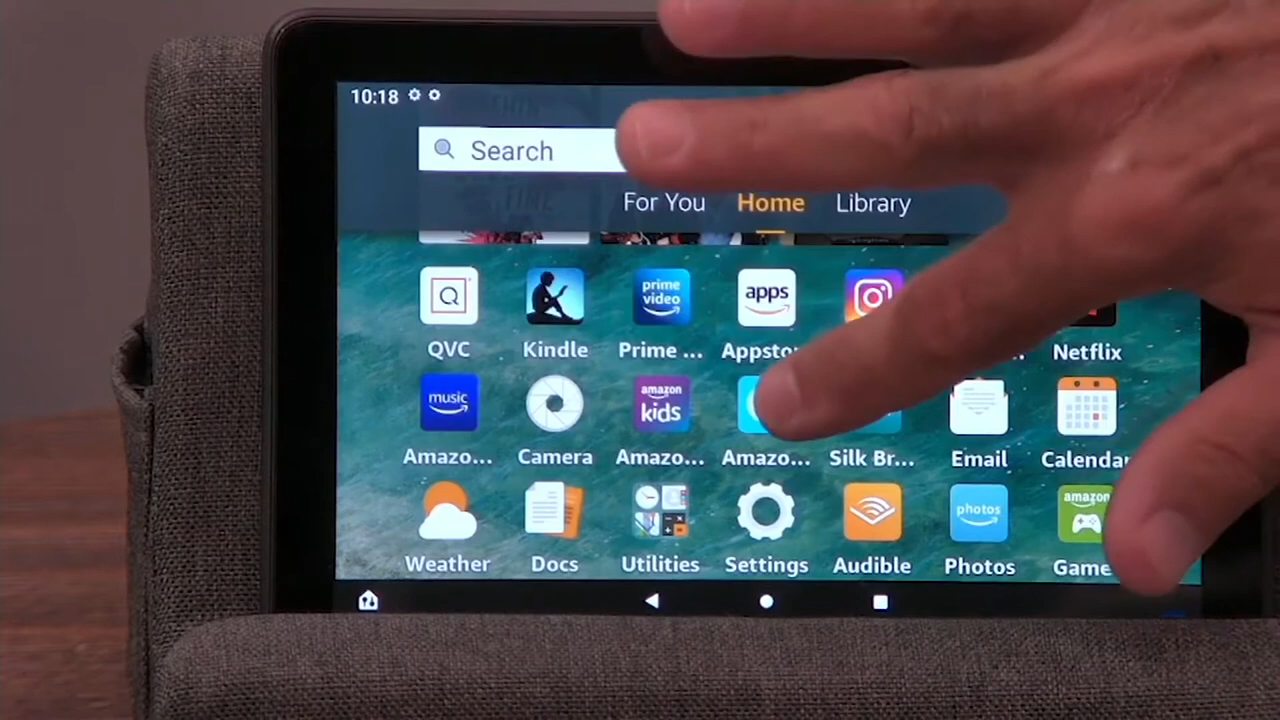 10:18
Search
For You Home Library
Q prime video apps
QVC Kindle Prime ... Appsto Netflix
music amazon kids
Amazo... Camera Amazo... Amazo... Silk Br... Email Calendar
photos amazon
Weather Docs Utilities Settings Audible Photos Game